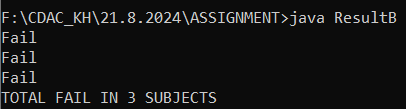 F:\CDAC_KH\21.8.2024\ASSIGNMENT>java ResultB
Fail
Fail
Fail
TOTAL FAIL IN 3 SUBJECTS